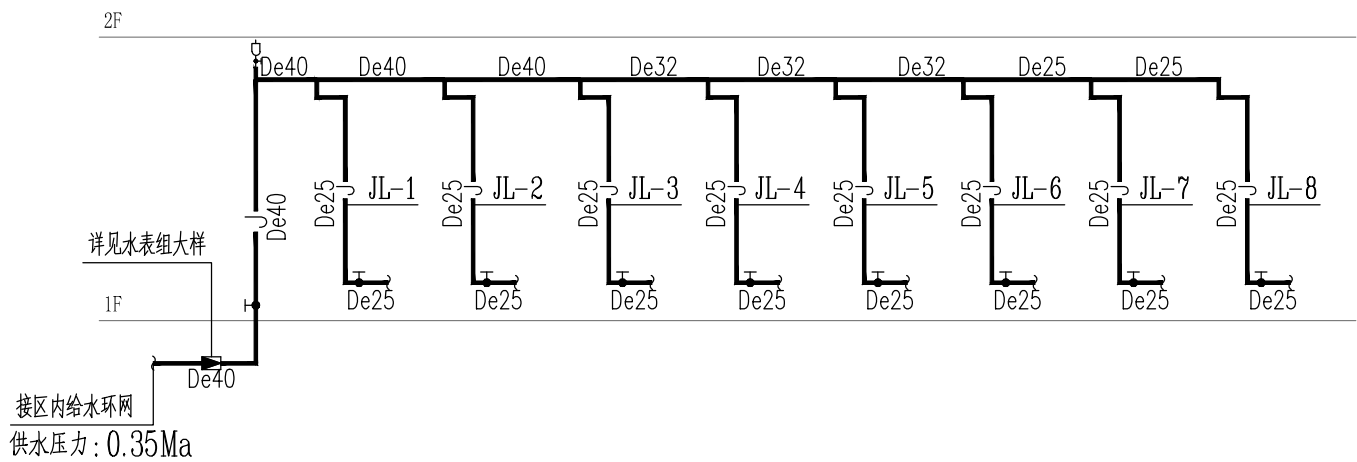 2F
De40 De40 De40 De32 De32 De32 De25 De25
De40
De25 JL-1 De25 JL-2 De25 JL-3 De25 JL-4 De25 JL-5 De25 JL-6 De25 JL-7 De25 JL-8
详见水表组大样
De25 De25 De25 De25 De25 De25 De25 De25
1F
De40
接区内给水环网
供水压力:0.35Ma